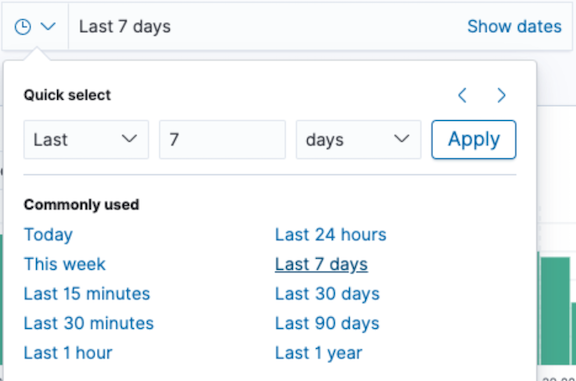 Last 7 days Show dates
Quick select
Last 7 days Apply
Commonly used
Today Last 24 hours
This week Last 7 days
Last 15 minutes Last 30 days
Last 30 minutes Last 90 days
Last 1 hour Last 1 year